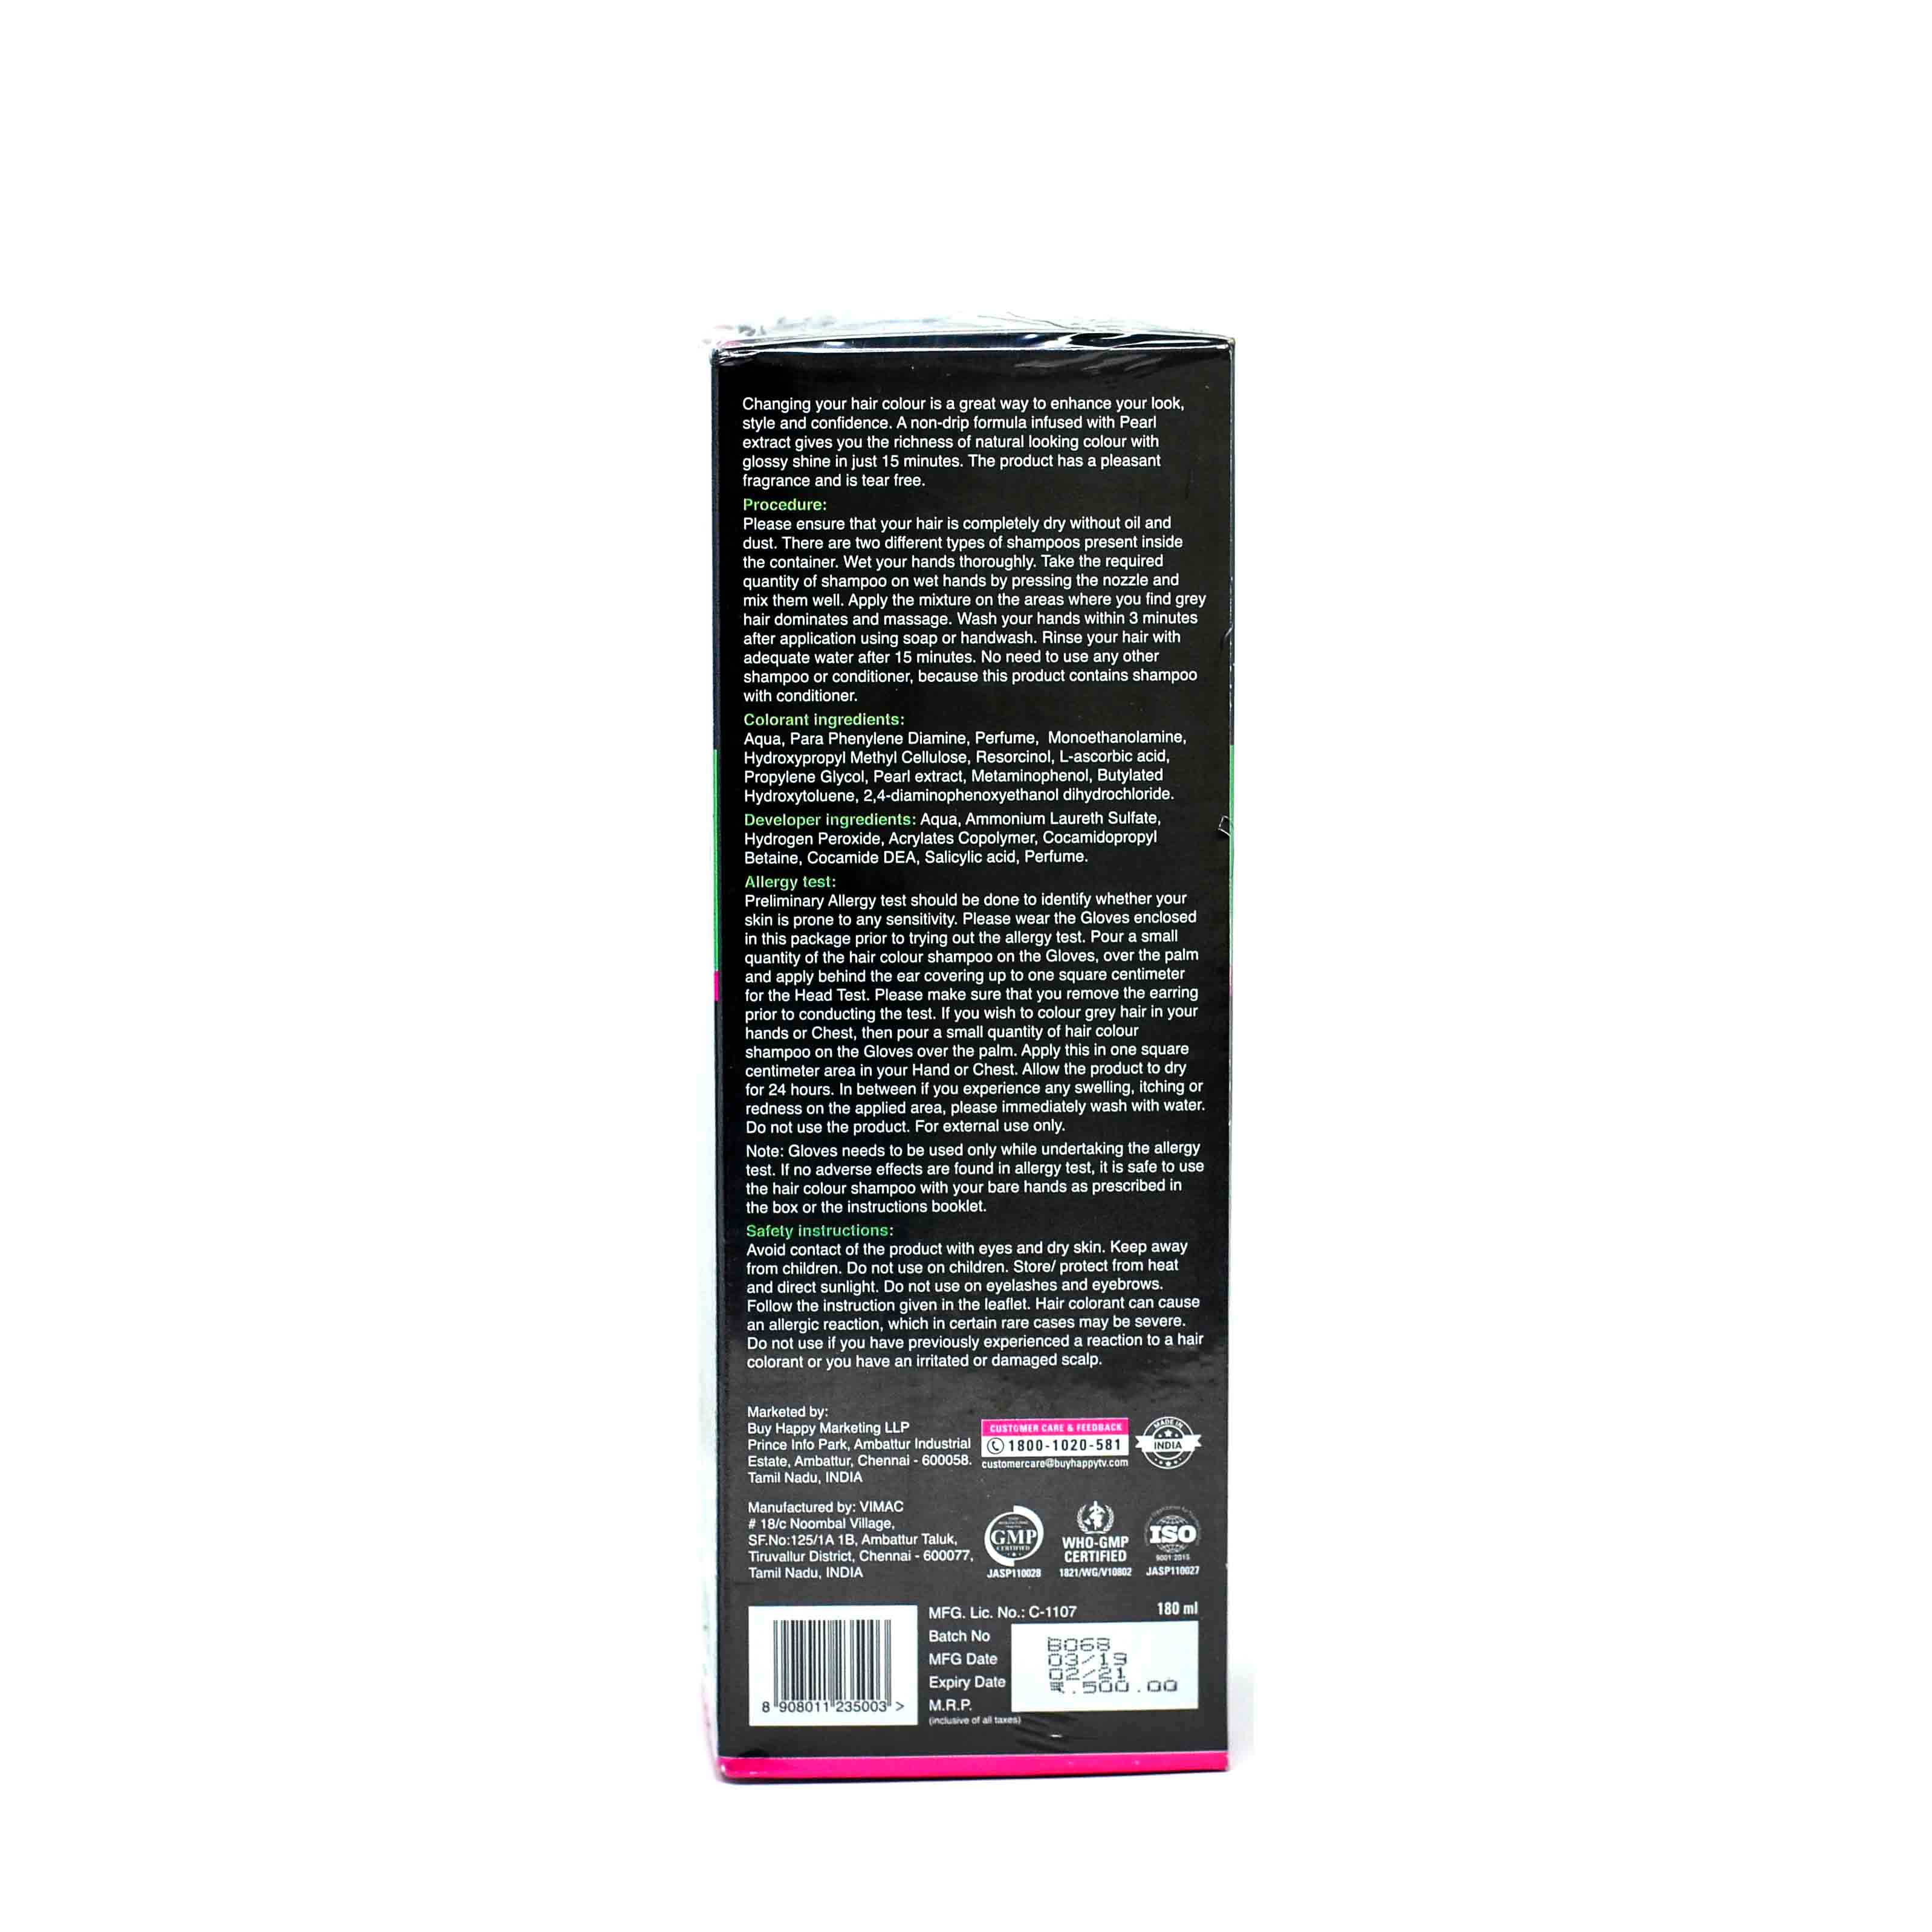 Changing your hair colour is a great way to enhance your look,
style and confidence. A non-drip formula infused with Pearl
extract gives you the richness of natural looking colour with
glossy shine in just 15 minutes. The product has a pleasant
fragrance and is tear free.
Procedure:
Please ensure that your hair is completely dry without oil and
dust. There are two different types of shampoos present inside
the container. Wet your hands thoroughly. Take the required
quantity of shampoo on wet hands by pressing the nozzle and
mix them well. Apply the mixture on the areas where you find grey
hair dominates and massage. Wash your hands within 3 minutes
after application using soap or handwash. Rinse your hair with
adequate water after 15 minutes. No need to use any other
shampoo or conditioner, because this product contains shampoo
with conditioner.
Colorant ingredients:
Aqua, Para Phenylene Diamine, Perfume, Monoethanolamine,
Hydroxypropyl Methyl Cellulose, Resorcinol, L-ascorbic acid,
Propylene Glycol, Pearl extract, Metaminophenol, Butylated
Hydroxytoluene, 2,4-diaminophenoxyethanol dihydrochloride.
Developer ingredients: Aqua, Ammonium Laureth Sulfate,
Hydrogen Peroxide, Acrylates Copolymer, Cocamidopropyl
Betaine, Cocamide DEA, Salicylic acid, Perfume.
Allergy test:
Preliminary Allergy test should be done to identify whether your
skin is prone to any sensitivity. Please wear the Gloves enclosed
in this package prior to trying out the allergy test. Pour a small
quantity of the hair colour shampoo on the Gloves, over the palm
and apply behind the ear covering up to one square centimeter
for the Head Test. Please make sure that you remove the earring
prior to conducting the test. If you wish to colour grey hair in your
hands or Chest, then pour a small quantity of hair colour
shampoo on the Gloves over the palm. Apply this in one square
centimeter area in your Hand or Chest. Allow the product to dry
for 24 hours. In between if you experience any swelling, itching or
redness on the applied area, please immediately wash with water.
Do not use the product. For external use only.
Note: Gloves needs to be used only while undertaking the allergy
test. If no adverse effects are found in allergy test, it is safe to use
the hair colour shampoo with your bare hands as prescribed in
the box or the instructions booklet.
Safety instructions:
Avoid contact of the product with eyes and dry skin. Keep away
from children. Do not use on children. Store/ protect from heat
and direct sunlight. Do not use on eyelashes and eyebrows.
Follow the instruction given in the leaflet. Hair colorant can cause
an allergic reaction, which in certain rare cases may be severe.
Do not use if you have previously experienced a reaction to a hair
colorant or you have an irritated or damaged scalp.
Marketed by:
Buy Happy Marketing LLP
Prince Info Park, Ambattur Industrial
Estate, Ambattur, Chennai - 600058.
Tamil Nadu, INDIA
CUSTOMER CARE & FEEDBACK
1800-1020-581
customercare@buyhappytv.com
MADE IN
INDIA
Manufactured by: VIMAC
# 18/c Noombal Village,
SF.No:125/1A 1B, Ambattur Taluk,
Tiruvallur District, Chennai - 600077,
Tamil Nadu, INDIA
GMP
CERTIFIED
JASP110028
WHO-GMP
CERTIFIED
1821/WG/V10802
ISO
9001:2015
JASP110027
8 908011 235003 >
MFG. Lic. No.: C-1107
180 ml
Batch No B068
MFG Date 03/19
Expiry Date 02/21
M.R.P. ₹.500.00
(inclusive of all taxes)